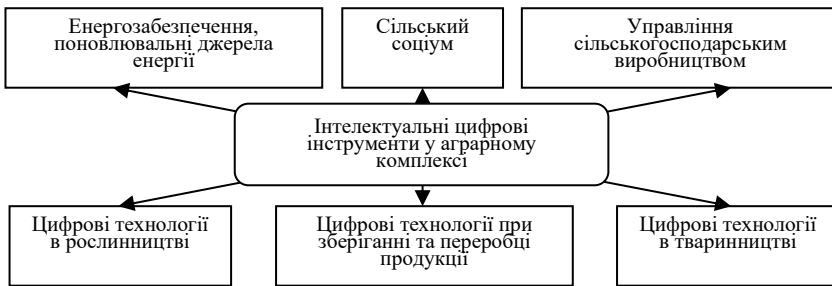 Енергозабезпечення,
поновлювальні джерела
енергії
Сільський
соціум
Управління
сільськогосподарським
виробництвом
Інтелектуальні цифрові
інструменти у аграрному
комплексі
Цифрові технології
в рослинництві
Цифрові технології при
зберіганні та переробці
продукції
Цифрові технології
в тваринництві